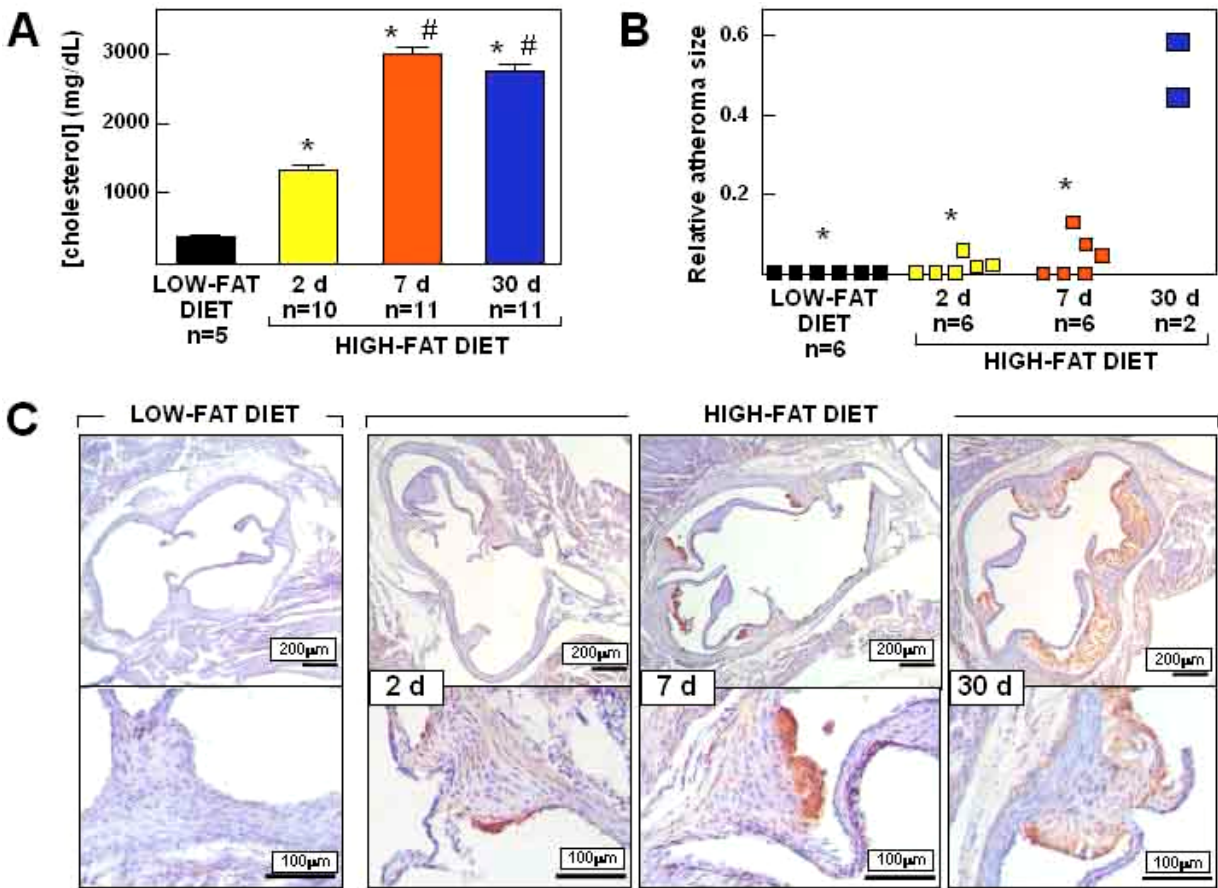 A
[cholesterol] (mg/dL)
3000
2000
1000
*
* #
* #
LOW-FAT
DIET
n=5
2 d
n=10
7 d
n=11
30 d
n=11
HIGH-FAT DIET
B
Relative atheroma size
0.6
0.4
0.2
*
*
*
LOW-FAT
DIET
n=6
2 d
n=6
7 d
n=6
30 d
n=2
HIGH-FAT DIET
C
LOW-FAT DIET
HIGH-FAT DIET
200µm
200µm
200µm
200µm
2 d
7 d
30 d
100µm
100µm
100µm
100µm